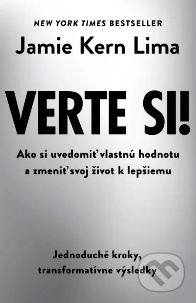 NEW YORK TIMES BESTSELLER
Jamie Kern Lima
VERTE SI!
Ako si uvedomiť vlastnú hodnotu
a zmeniť svoj život k lepšiemu
Jednoduché kroky,
transformatívne výsledky
martinus